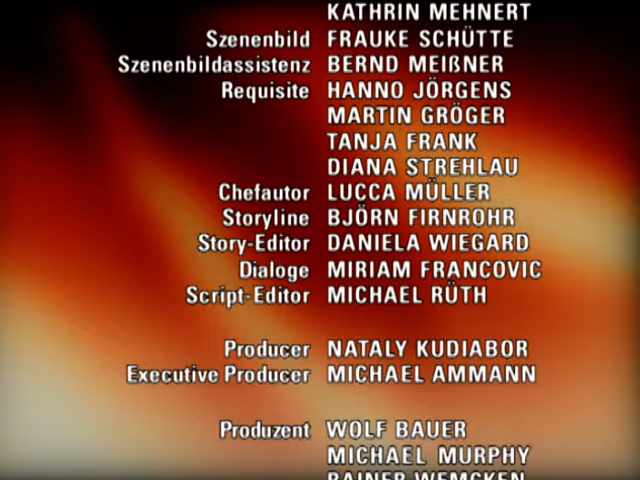 KATHRIN MEHNERT
Szenenbild FRAUKE SCHÜTTE
Szenenbildassistenz BERND MEIßNER
Requisite HANNO JÖRGENS
MARTIN GRÖGER
TANJA FRANK
DIANA STREHLAU
Chefautor LUCCA MÜLLER
Storyline BJÖRN FIRNROHR
Story-Editor DANIELA WIEGARD
Dialoge MIRIAM FRANCOVIC
Script-Editor MICHAEL RÜTH
Producer NATALY KUDIABOR
Executive Producer MICHAEL AMMANN
Produzent WOLF BAUER
MICHAEL MURPHY
RAINER WEMCKEN